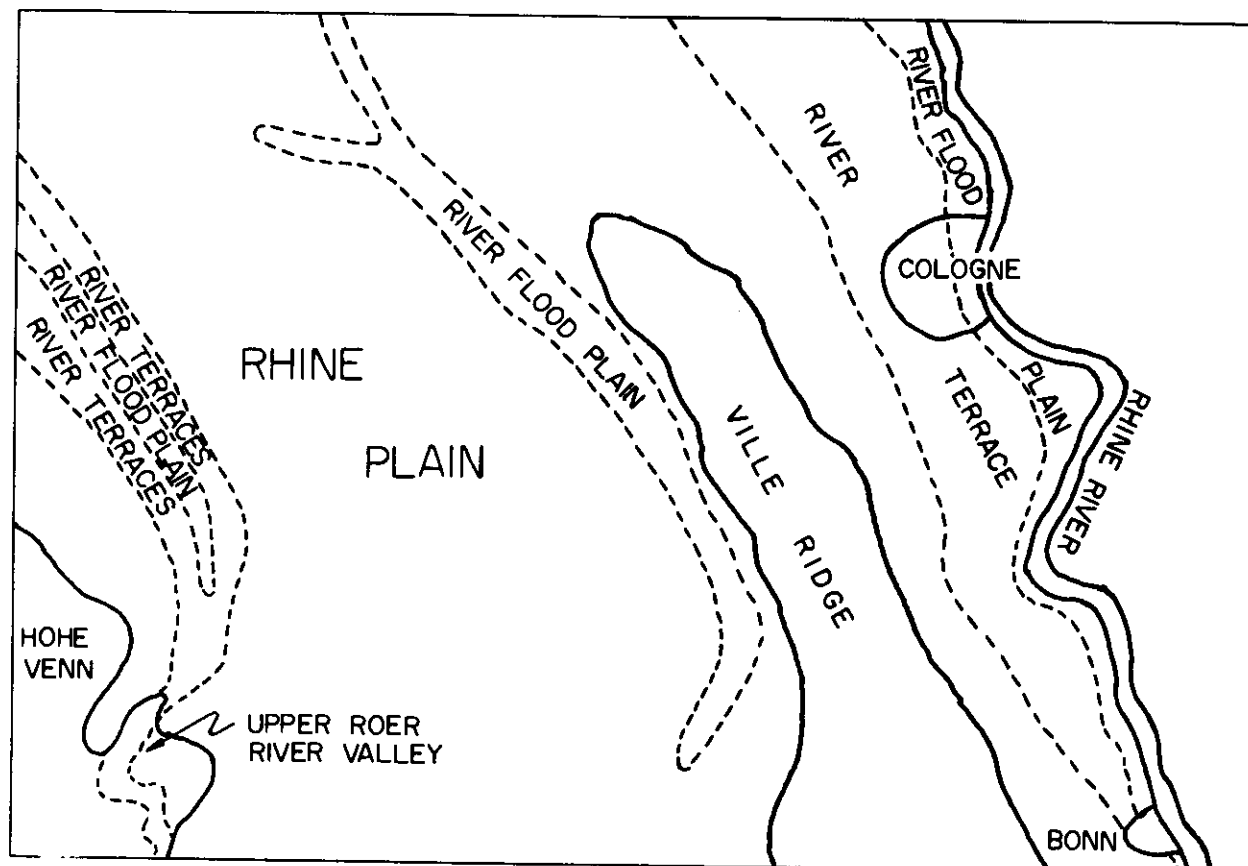 RIVER FLOOD
PLAIN
RIVER
TERRACE
COLOGNE
RHINE RIVER
RIVER FLOOD PLAIN
RIVER TERRACES
RIVER FLOOD PLAIN
RIVER TERRACES
RHINE
PLAIN
VILLE
RIDGE
HOHE
VENN
UPPER ROER
RIVER VALLEY
BONN